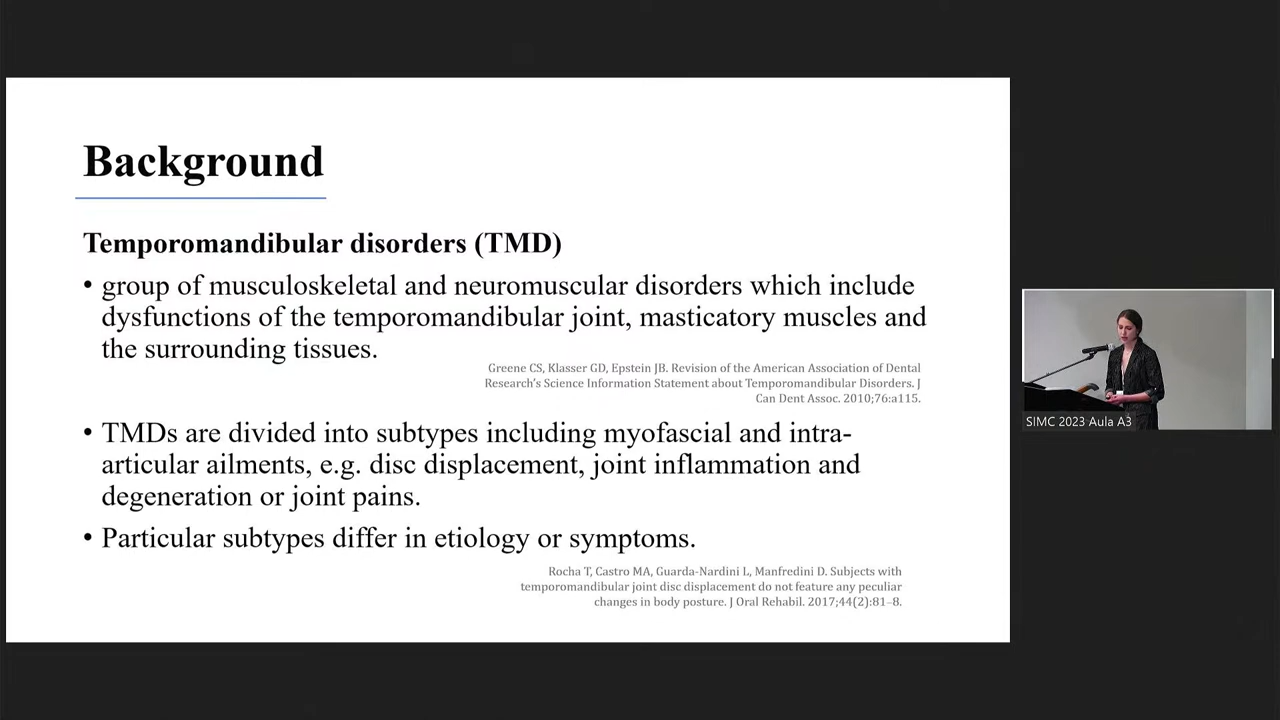 Background
Temporomandibular disorders (TMD)
• group of musculoskeletal and neuromuscular disorders which include
dysfunctions of the temporomandibular joint, masticatory muscles and
the surrounding tissues.
Greene CS, Klasser GD, Epstein JB. Revision of the American Association of Dental
Research's Science Information Statement about Temporomandibular Disorders. J
Can Dent Assoc. 2010;76:a115.
• TMDs are divided into subtypes including myofascial and intra-
articular ailments, e.g. disc displacement, joint inflammation and
degeneration or joint pains.
• Particular subtypes differ in etiology or symptoms.
Rocha T, Castro MA, Guarda-Nardini L, Manfredini D. Subjects with
temporomandibular joint disc displacement do not feature any peculiar
changes in body posture. J Oral Rehabil. 2017;44(2):81–8.
SIMC 2023 Aula A3